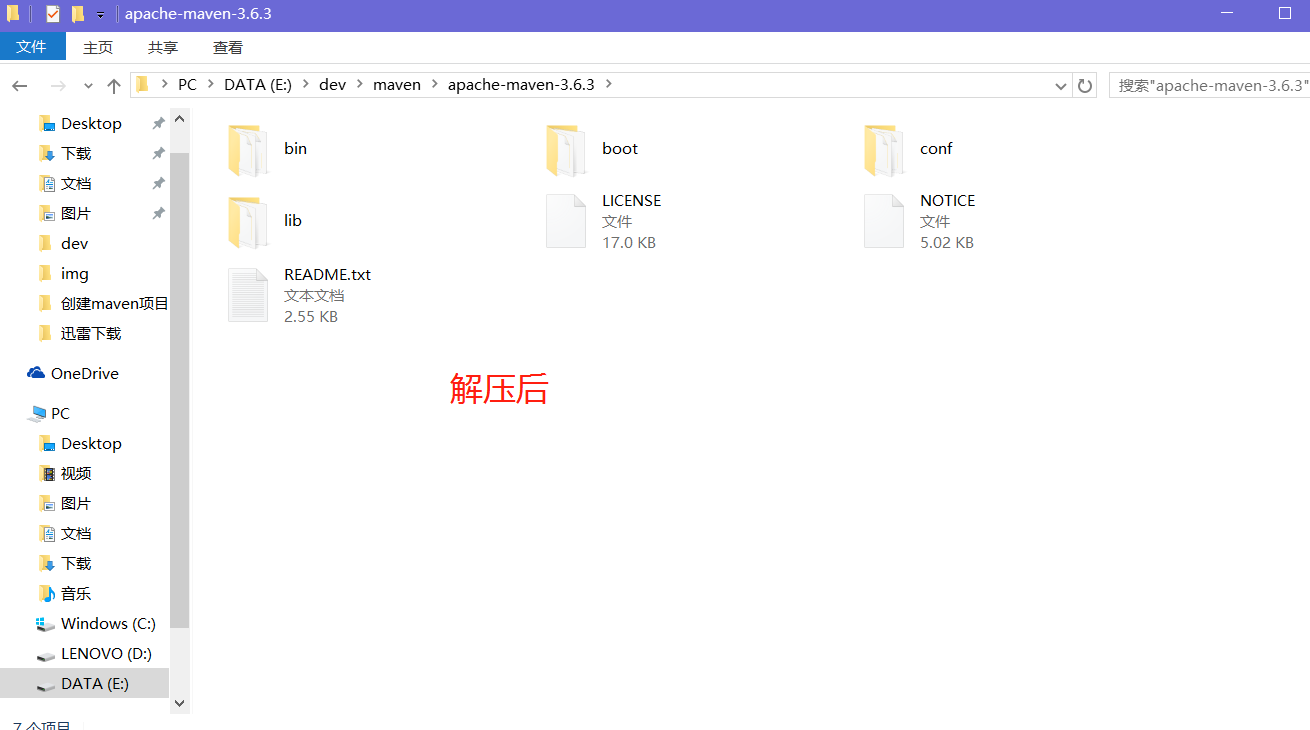 apache-maven-3.6.3
文件 主页 共享 查看
PC DATA (E:) dev maven apache-maven-3.6.3
搜索"apache-maven-3.6.3"
Desktop
下载
文档
图片
dev
img
创建maven项目
迅雷下载
OneDrive
PC
Desktop
视频
图片
文档
下载
音乐
Windows (C:)
LENOVO (D:)
DATA (E:)
bin
boot
conf
lib
LICENSE
文件
17.0 KB
NOTICE
文件
5.02 KB
README.txt
文本文档
2.55 KB
解压后
7 个项目